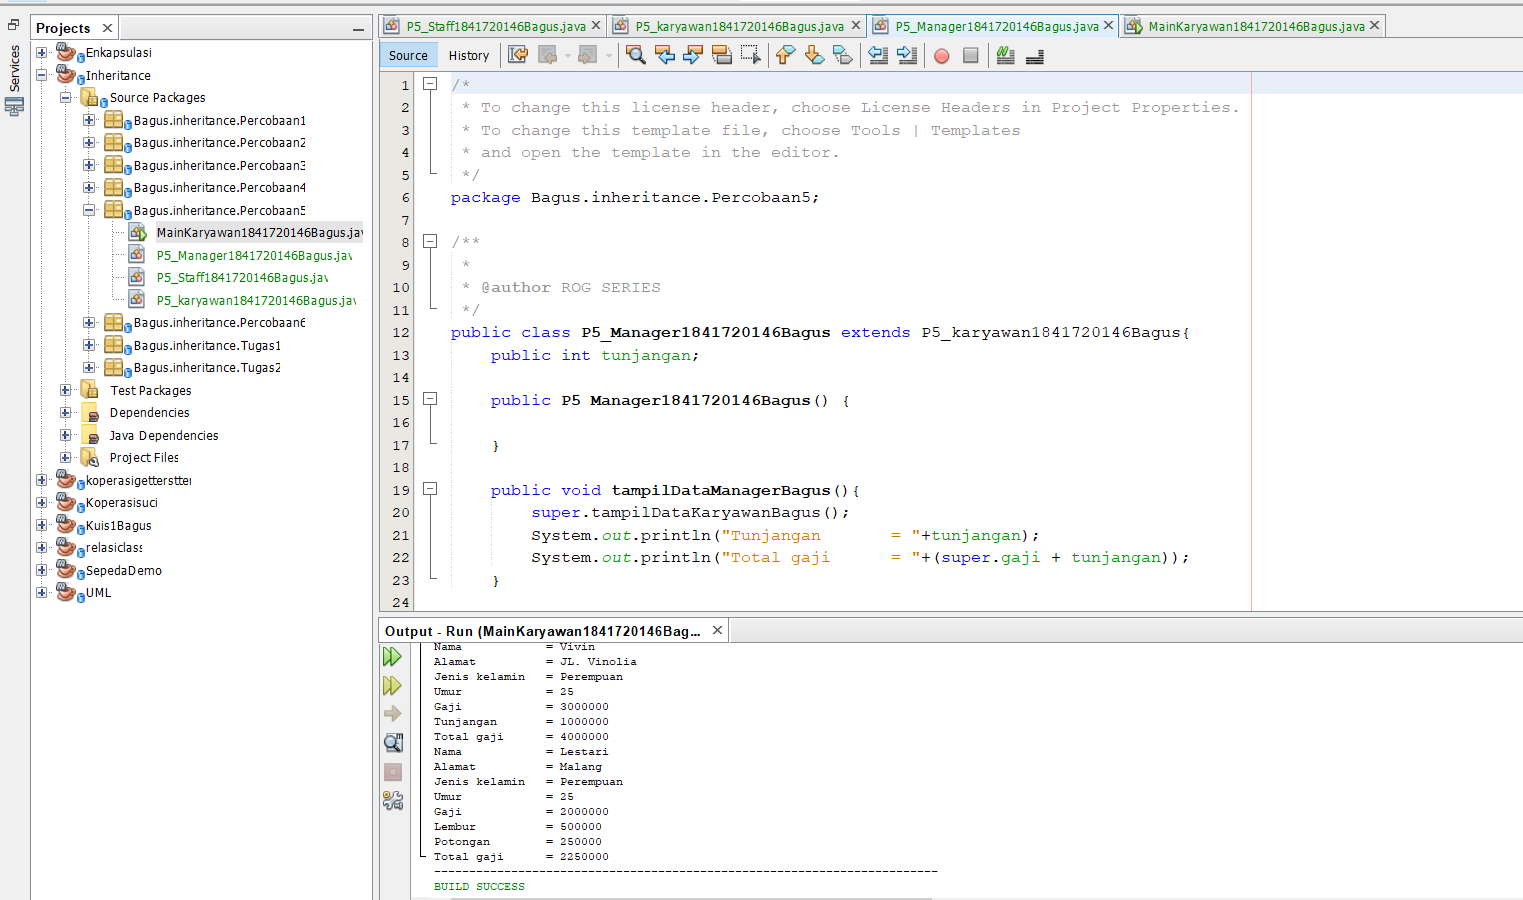 Services
Projects
Enkapsulasi
Inheritance
Source Packages
Bagus.inheritance.Percobaan1
Bagus.inheritance.Percobaan2
Bagus.inheritance.Percobaan3
Bagus.inheritance.Percobaan4
Bagus.inheritance.Percobaan5
MainKaryawan1841720146Bagus.jav
P5_Manager1841720146Bagus.jav
P5_Staff1841720146Bagus.jav
P5_karyawan1841720146Bagus.jav
Bagus.inheritance.Percobaan6
Bagus.inheritance.Tugas1
Bagus.inheritance.Tugas2
Test Packages
Dependencies
Java Dependencies
Project Files
koperasigetterstter
Koperasisuci
Kuis1Bagus
relasiclass
SepedaDemo
UML
P5_Staff1841720146Bagus.java P5_karyawan1841720146Bagus.java P5_Manager1841720146Bagus.java MainKaryawan1841720146Bagus.java
Source History
1 /*
2 * To change this license header, choose License Headers in Project Properties.
3 * To change this template file, choose Tools | Templates
4 * and open the template in the editor.
5 */
6 package Bagus.inheritance.Percobaan5;
7
8 /**
9 *
10 * @author ROG SERIES
11 */
12 public class P5_Manager1841720146Bagus extends P5_karyawan1841720146Bagus{
13 public int tunjangan;
14
15 public P5_Manager1841720146Bagus() {
16
17 }
18
19 public void tampilDataManagerBagus(){
20 super.tampilDataKaryawanBagus();
21 System.out.println("Tunjangan       = "+tunjangan);
22 System.out.println("Total gaji      = "+(super.gaji + tunjangan));
23 }
24
Output - Run (MainKaryawan1841720146Bag...
Nama = Vivin
Alamat = JL. Vinolia
Jenis kelamin = Perempuan
Umur = 25
Gaji = 3000000
Tunjangan = 1000000
Total gaji = 4000000
Nama = Lestari
Alamat = Malang
Jenis kelamin = Perempuan
Umur = 25
Gaji = 2000000
Lembur = 500000
Potongan = 250000
Total gaji = 2250000
------------------------------------------------------------------------
BUILD SUCCESS